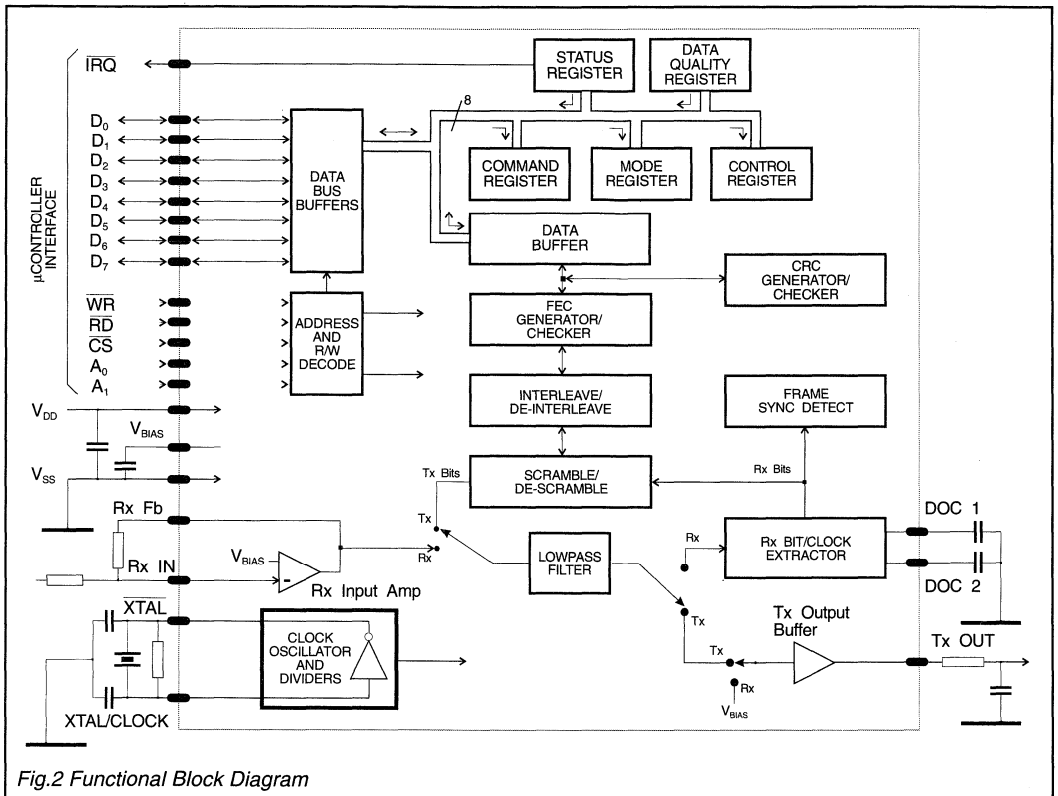 STATUS
REGISTER
DATA
QUALITY
REGISTER
IRQ
8
D0
D1
D2
D3
D4
D5
D6
D7
DATA
BUS
BUFFERS
COMMAND
REGISTER
MODE
REGISTER
CONTROL
REGISTER
µCONTROLLER
INTERFACE
DATA
BUFFER
CRC
GENERATOR/
CHECKER
WR
RD
CS
A0
A1
ADDRESS
AND
R/W
DECODE
FEC
GENERATOR/
CHECKER
INTERLEAVE/
DE-INTERLEAVE
FRAME
SYNC DETECT
VDD
VBIAS
VSS
Tx Bits
SCRAMBLE/
DE-SCRAMBLE
Rx Bits
Rx Fb
Tx
Rx
LOWPASS
FILTER
Rx
Rx BIT/CLOCK
EXTRACTOR
DOC 1
DOC 2
Rx IN
VBIAS
-
Rx Input Amp
Tx
XTAL
CLOCK
OSCILLATOR
AND
DIVIDERS
XTAL/CLOCK
Tx
Rx
VBIAS
Tx Output
Buffer
Tx OUT
Fig.2 Functional Block Diagram